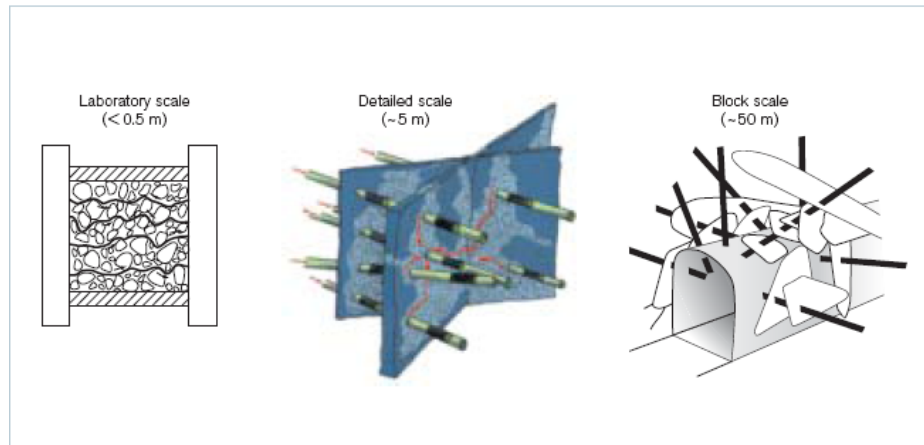 Laboratory scale
(< 0.5 m)
Detailed scale
(~5 m)
Block scale
(~50 m)